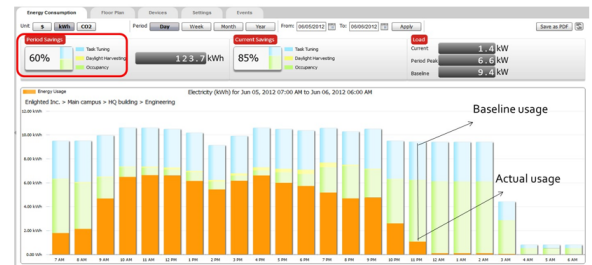 Energy Consumption Floor Plan Devices Settings Events
Unit $ kWh CO2 Period Day Week Month Year From: 06/05/2012 To: 06/06/2012 Apply Save as PDF
Period Savings
60%
Task Tuning
Daylight Harvesting
Occupancy
123.7 kWh
Current Savings
85%
Task Tuning
Daylight Harvesting
Occupancy
Load
Current 1.4 kW
Period Peak 6.6 kW
Baseline 9.4 kW
Energy Usage
Electricity (kWh) for Jun 05, 2012 07:00 AM to Jun 06, 2012 06:00 AM
Enlighted Inc. > Main campus > HQ building > Engineering
Baseline usage
Actual usage
12.00 kWh
10.00 kWh
8.00 kWh
6.00 kWh
4.00 kWh
2.00 kWh
0.00 kWh
7 AM 8 AM 9 AM 10 AM 11 AM 12 PM 1 PM 2 PM 3 PM 4 PM 5 PM 6 PM 7 PM 8 PM 9 PM 10 PM 11 PM 12 AM 1 AM 2 AM 3 AM 4 AM 5 AM 6 AM